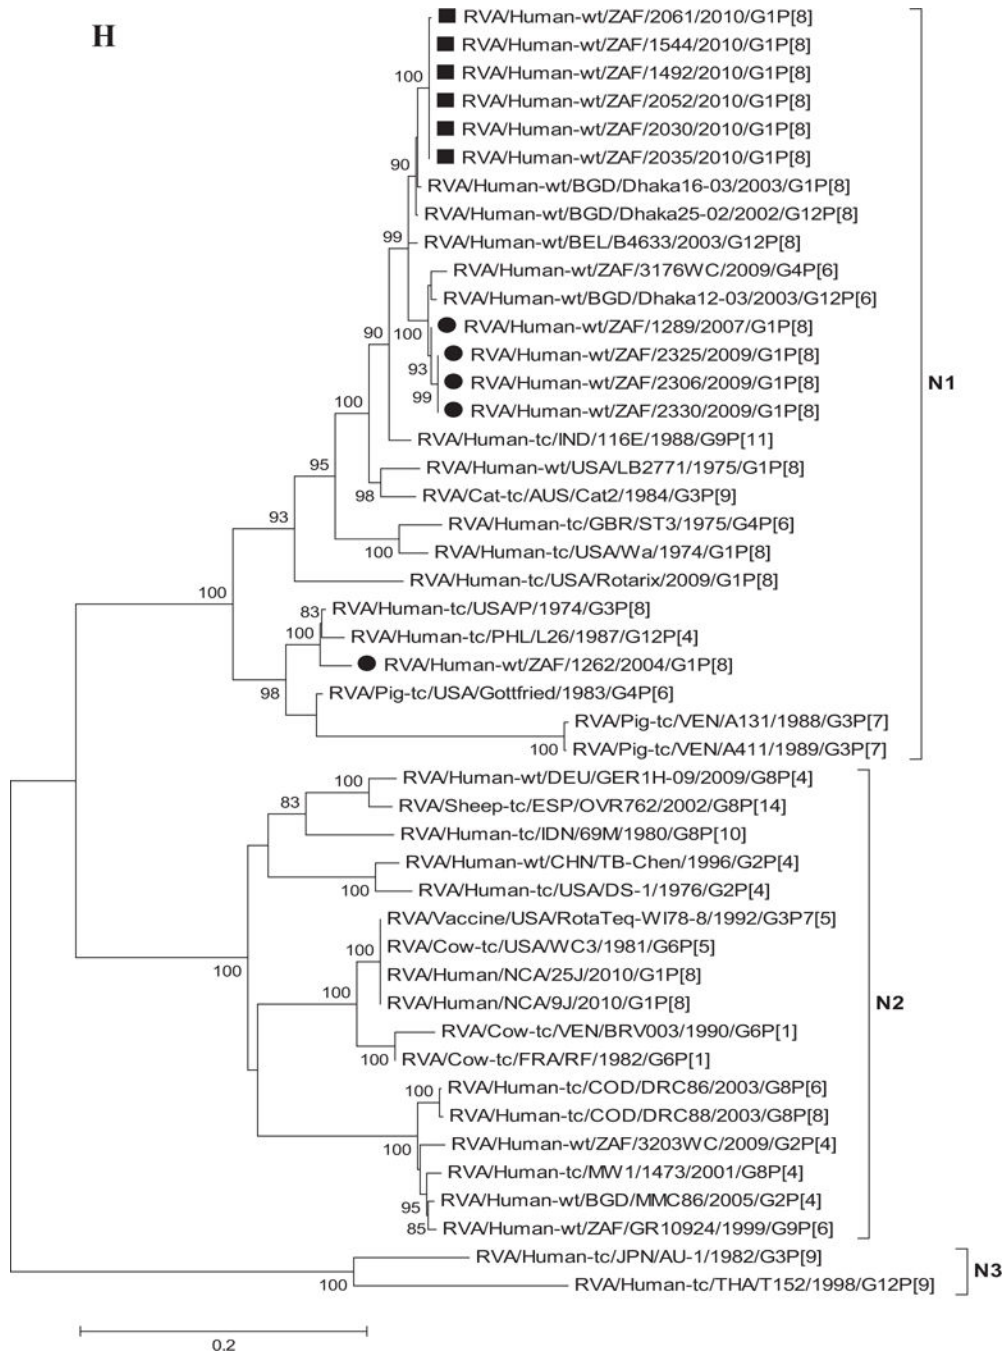 H
RVA/Human-wt/ZAF/2061/2010/G1P[8]
RVA/Human-wt/ZAF/1544/2010/G1P[8]
RVA/Human-wt/ZAF/1492/2010/G1P[8]
100
RVA/Human-wt/ZAF/2052/2010/G1P[8]
RVA/Human-wt/ZAF/2030/2010/G1P[8]
RVA/Human-wt/ZAF/2035/2010/G1P[8]
90
RVA/Human-wt/BGD/Dhaka16-03/2003/G1P[8]
RVA/Human-wt/BGD/Dhaka25-02/2002/G12P[8]
99
RVA/Human-wt/BEL/B4633/2003/G12P[8]
RVA/Human-wt/ZAF/3176WC/2009/G4P[6]
RVA/Human-wt/BGD/Dhaka12-03/2003/G12P[6]
90
100
RVA/Human-wt/ZAF/1289/2007/G1P[8]
RVA/Human-wt/ZAF/2325/2009/G1P[8]
93
RVA/Human-wt/ZAF/2306/2009/G1P[8]
N1
99
RVA/Human-wt/ZAF/2330/2009/G1P[8]
100
RVA/Human-tc/IND/116E/1988/G9P[11]
95
RVA/Human-wt/USA/LB2771/1975/G1P[8]
98
RVA/Cat-tc/AUS/Cat2/1984/G3P[9]
93
RVA/Human-tc/GBR/ST3/1975/G4P[6]
100
RVA/Human-tc/USA/Wa/1974/G1P[8]
RVA/Human-tc/USA/Rotarix/2009/G1P[8]
100
83
RVA/Human-tc/USA/P/1974/G3P[8]
100
RVA/Human-tc/PHL/L26/1987/G12P[4]
RVA/Human-wt/ZAF/1262/2004/G1P[8]
98
RVA/Pig-tc/USA/Gottfried/1983/G4P[6]
RVA/Pig-tc/VEN/A131/1988/G3P[7]
100
RVA/Pig-tc/VEN/A411/1989/G3P[7]
100
RVA/Human-wt/DEU/GER1H-09/2009/G8P[4]
83
RVA/Sheep-tc/ESP/OVR762/2002/G8P[14]
RVA/Human-tc/IDN/69M/1980/G8P[10]
RVA/Human-wt/CHN/TB-Chen/1996/G2P[4]
100
RVA/Human-tc/USA/DS-1/1976/G2P[4]
RVA/Vaccine/USA/RotaTeq-WI78-8/1992/G3P7[5]
100
RVA/Cow-tc/USA/WC3/1981/G6P[5]
100
RVA/Human/NCA/25J/2010/G1P[8]
100
RVA/Human/NCA/9J/2010/G1P[8]
N2
RVA/Cow-tc/VEN/BRV003/1990/G6P[1]
100
RVA/Cow-tc/FRA/RF/1982/G6P[1]
100
RVA/Human-tc/COD/DRC86/2003/G8P[6]
RVA/Human-tc/COD/DRC88/2003/G8P[8]
100
RVA/Human-wt/ZAF/3203WC/2009/G2P[4]
RVA/Human-tc/MW1/1473/2001/G8P[4]
95
RVA/Human-wt/BGD/MMC86/2005/G2P[4]
85
RVA/Human-wt/ZAF/GR10924/1999/G9P[6]
RVA/Human-tc/JPN/AU-1/1982/G3P[9]
N3
100
RVA/Human-tc/THA/T152/1998/G12P[9]
0.2